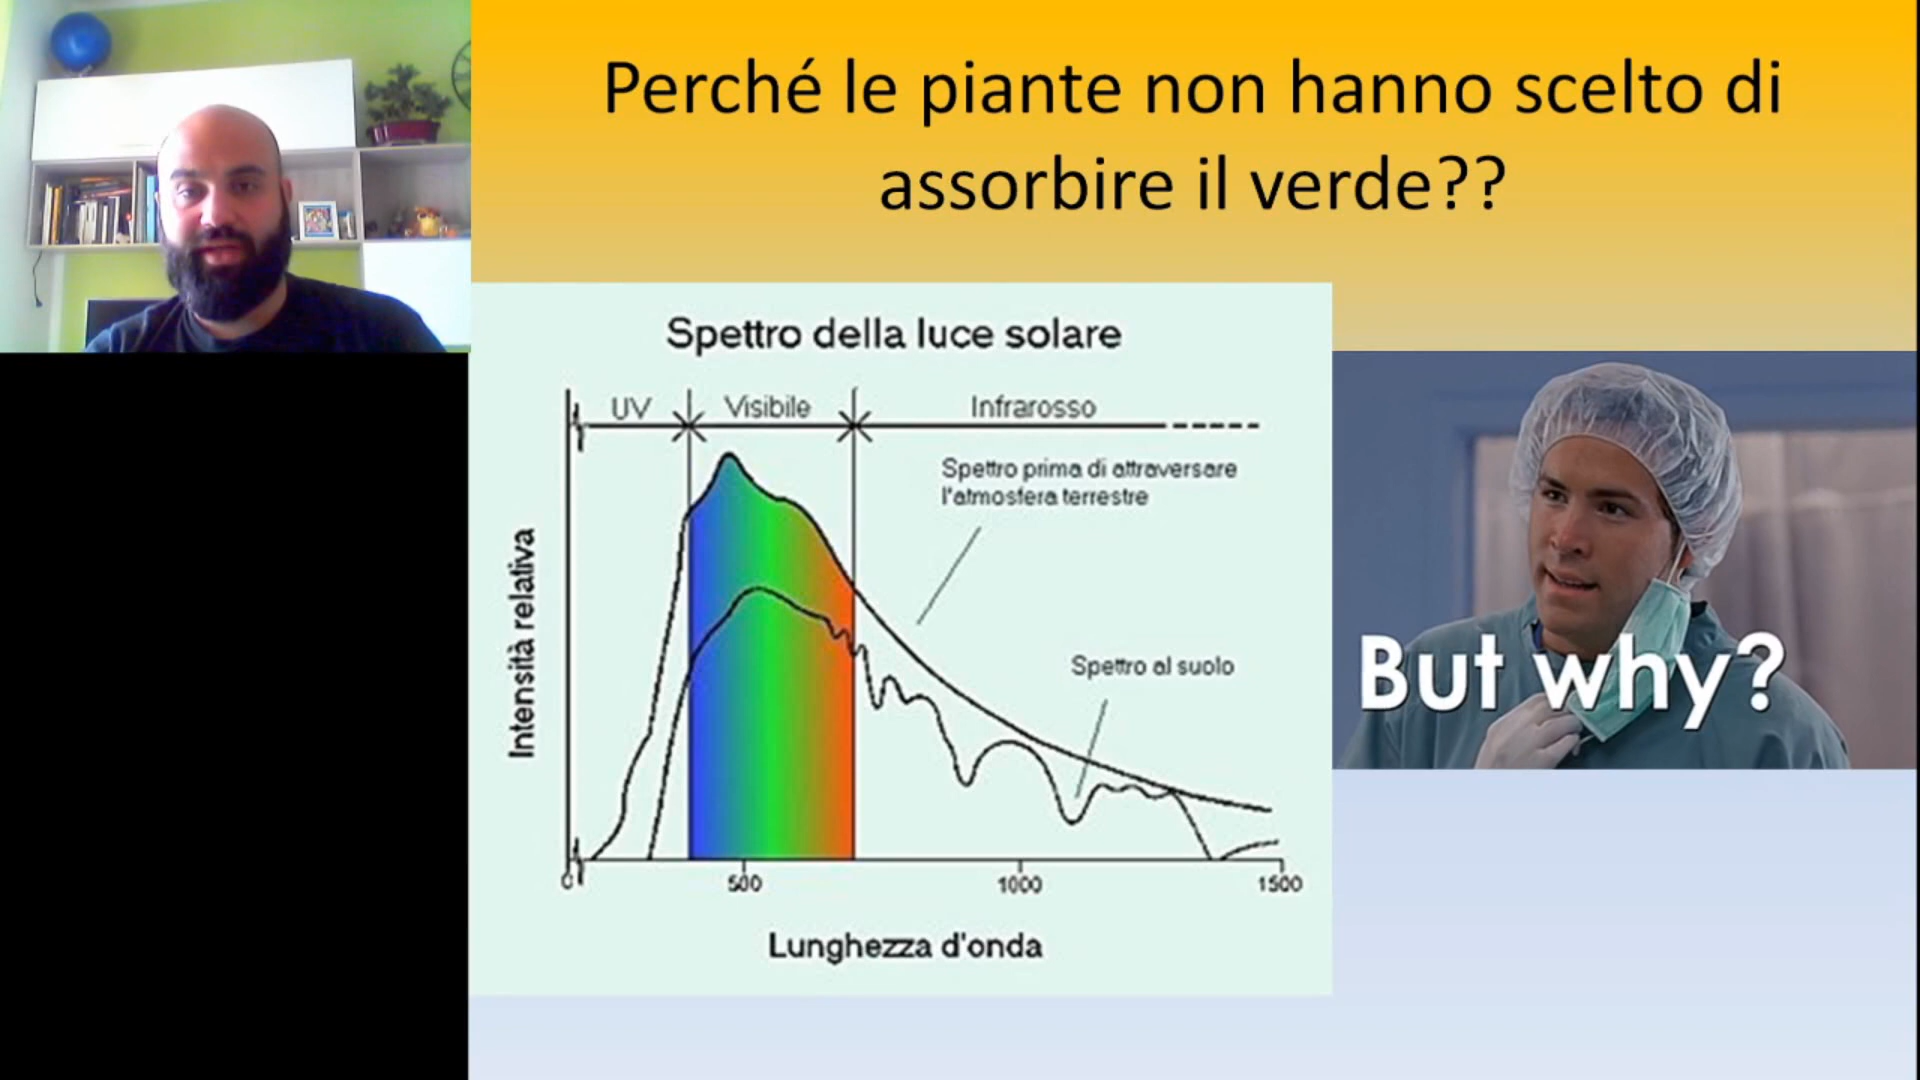 Perché le piante non hanno scelto di
assorbire il verde??
Spettro della luce solare
UV
Visibile
Infrarosso
Spettro prima di attraversare
l'atmosfera terrestre
Spettro al suolo
Intensità relativa
0
500
1000
1500
Lunghezza d'onda
But why?